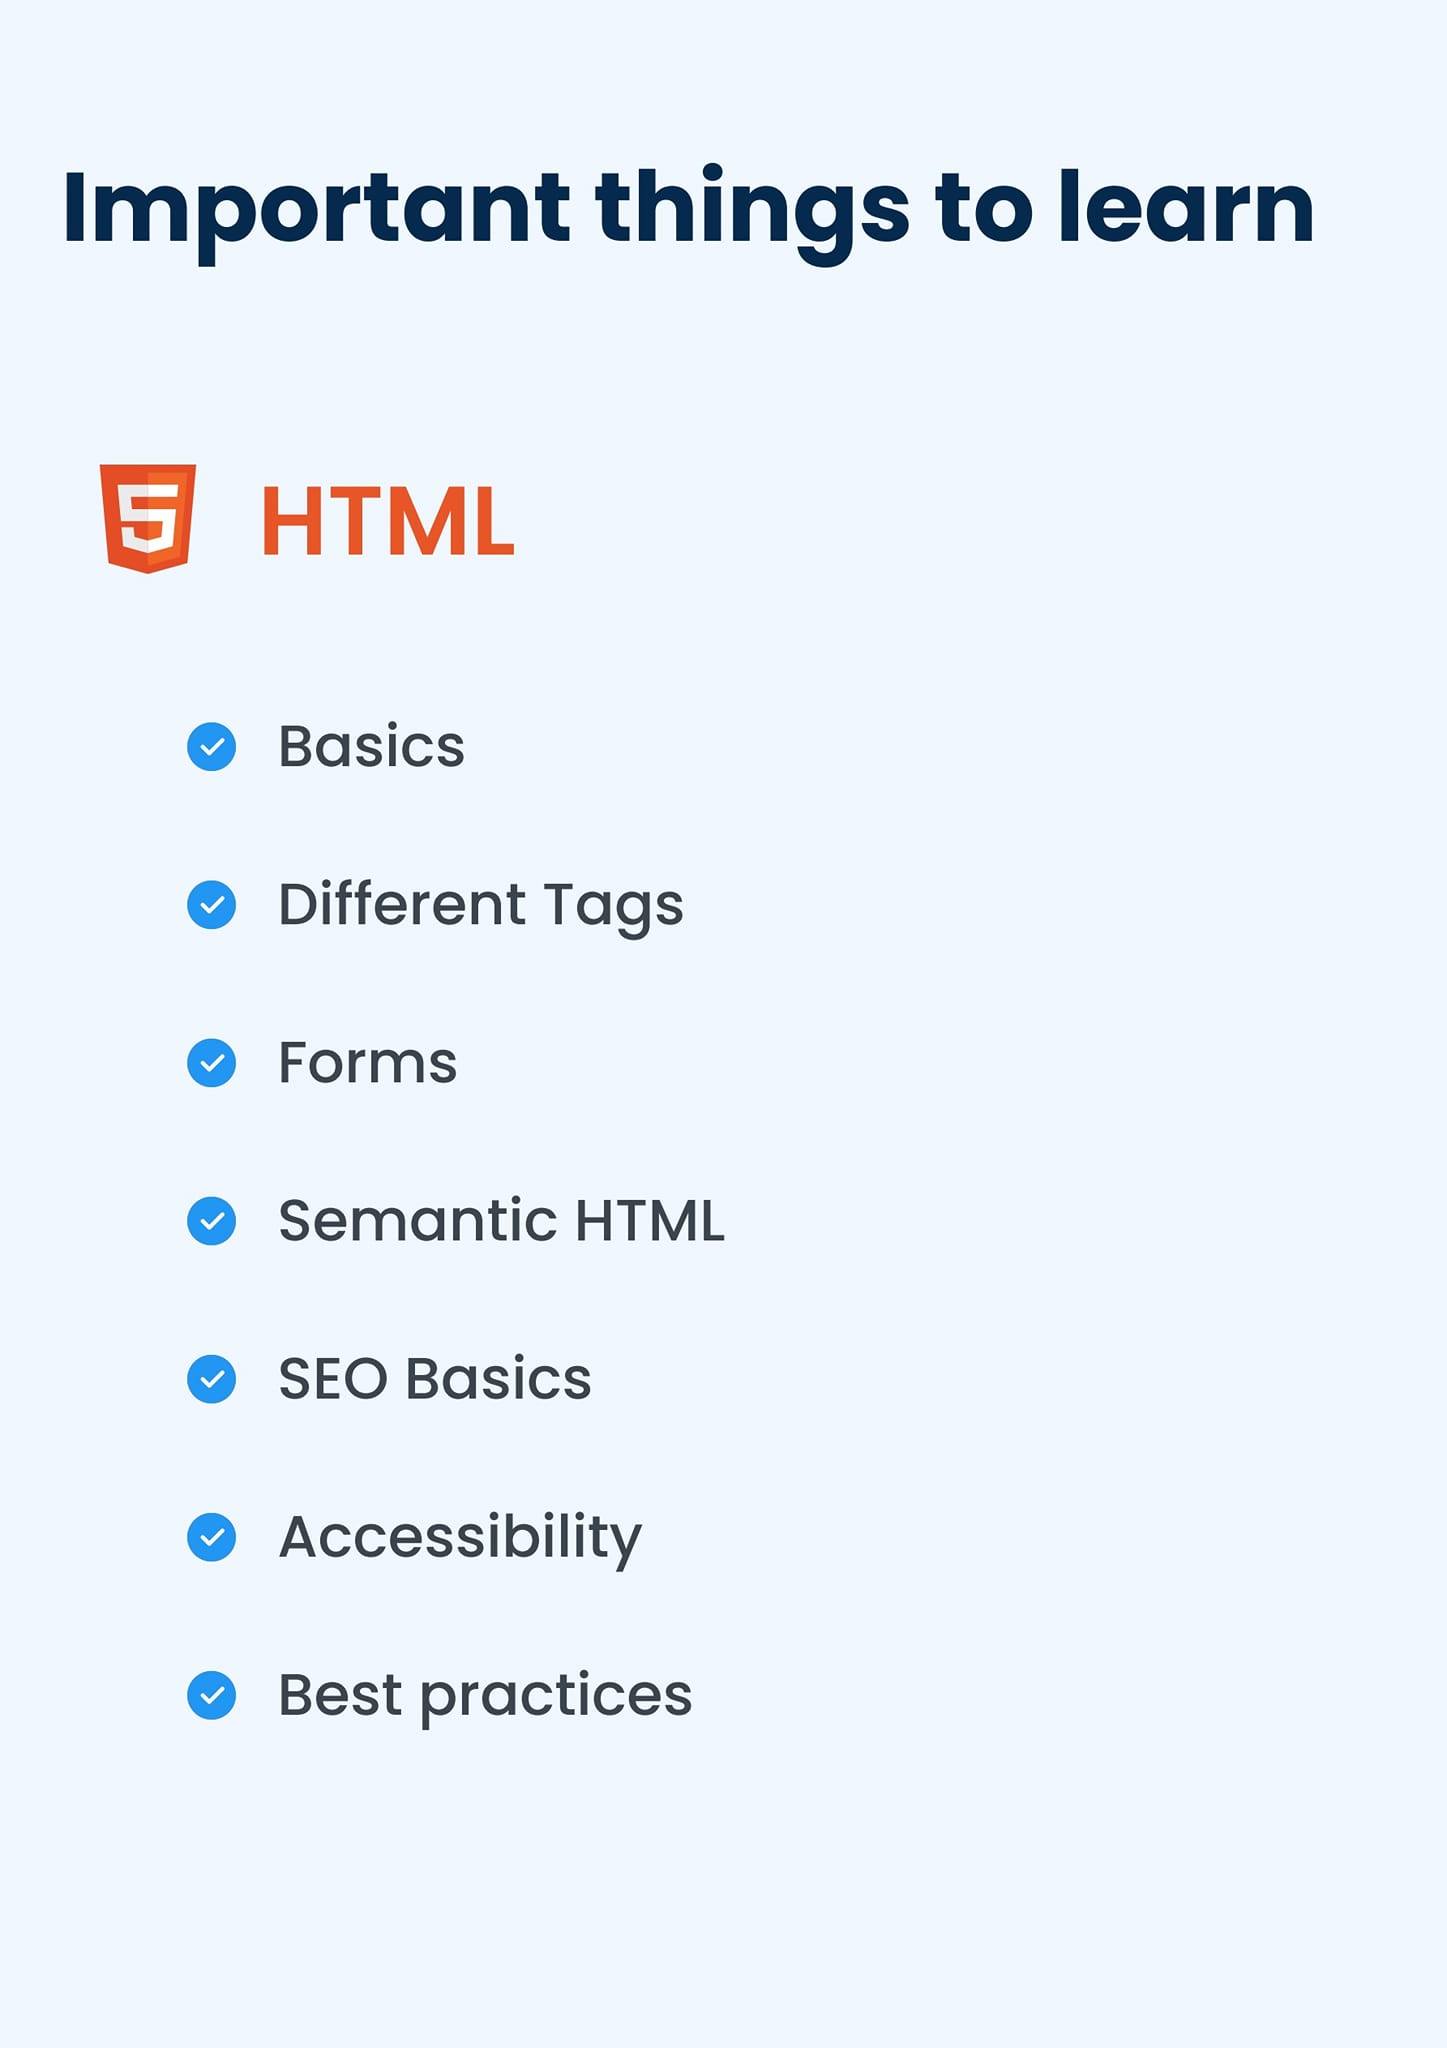 Important things to learn
HTML
Basics
Different Tags
Forms
Semantic HTML
SEO Basics
Accessibility
Best practices